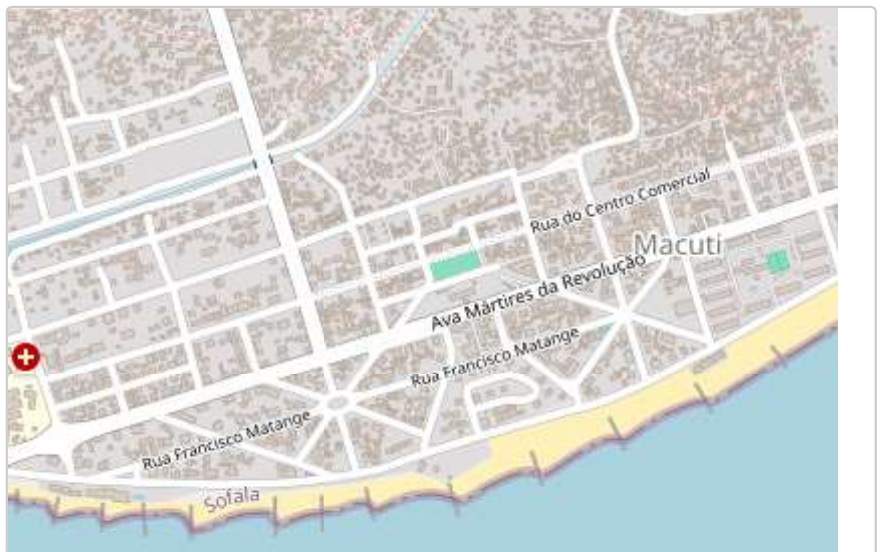 Rua do Centro Comercial
Macuti
Ava Mártires da Revolução
Rua Francisco Matange
Rua Francisco Matange
Sofala